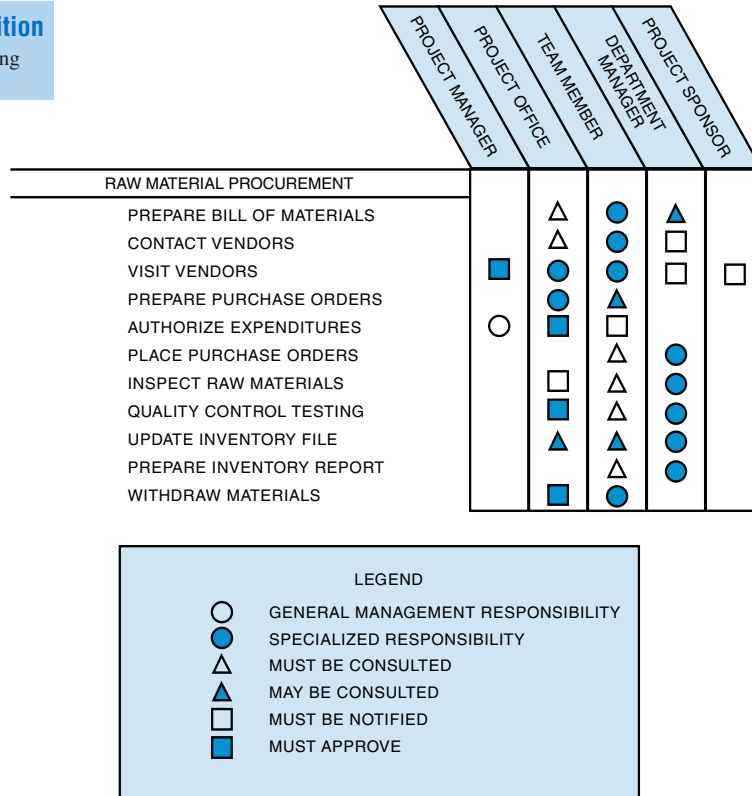 ition
ng
PROJECT MANAGER
PROJECT OFFICE
TEAM MEMBER
DEPARTMENT
MANAGER
PROJECT SPONSOR
RAW MATERIAL PROCUREMENT
PREPARE BILL OF MATERIALS
CONTACT VENDORS
VISIT VENDORS
PREPARE PURCHASE ORDERS
AUTHORIZE EXPENDITURES
PLACE PURCHASE ORDERS
INSPECT RAW MATERIALS
QUALITY CONTROL TESTING
UPDATE INVENTORY FILE
PREPARE INVENTORY REPORT
WITHDRAW MATERIALS
LEGEND
GENERAL MANAGEMENT RESPONSIBILITY
SPECIALIZED RESPONSIBILITY
MUST BE CONSULTED
MAY BE CONSULTED
MUST BE NOTIFIED
MUST APPROVE